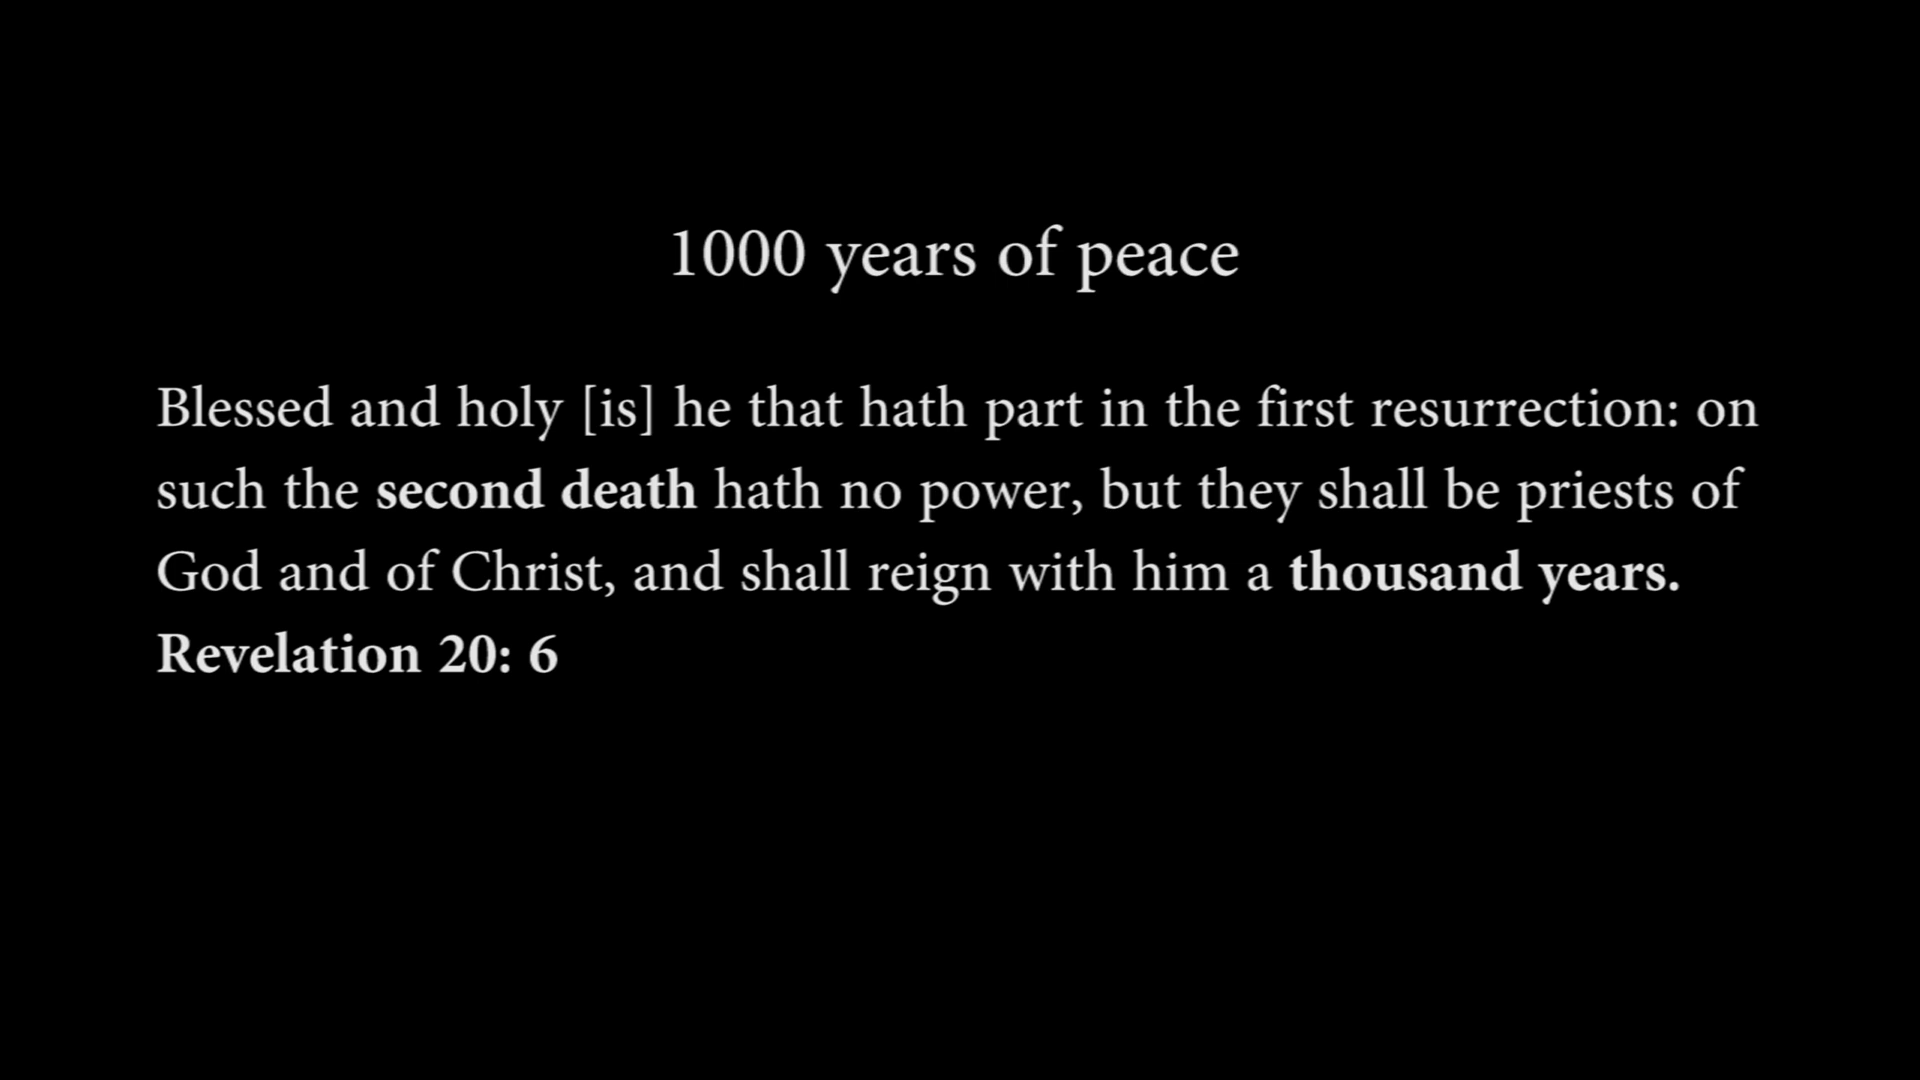 1000 years of peace
Blessed and holy [is] he that hath part in the first resurrection: on
such the second death hath no power, but they shall be priests of
God and of Christ, and shall reign with him a thousand years.
Revelation 20: 6